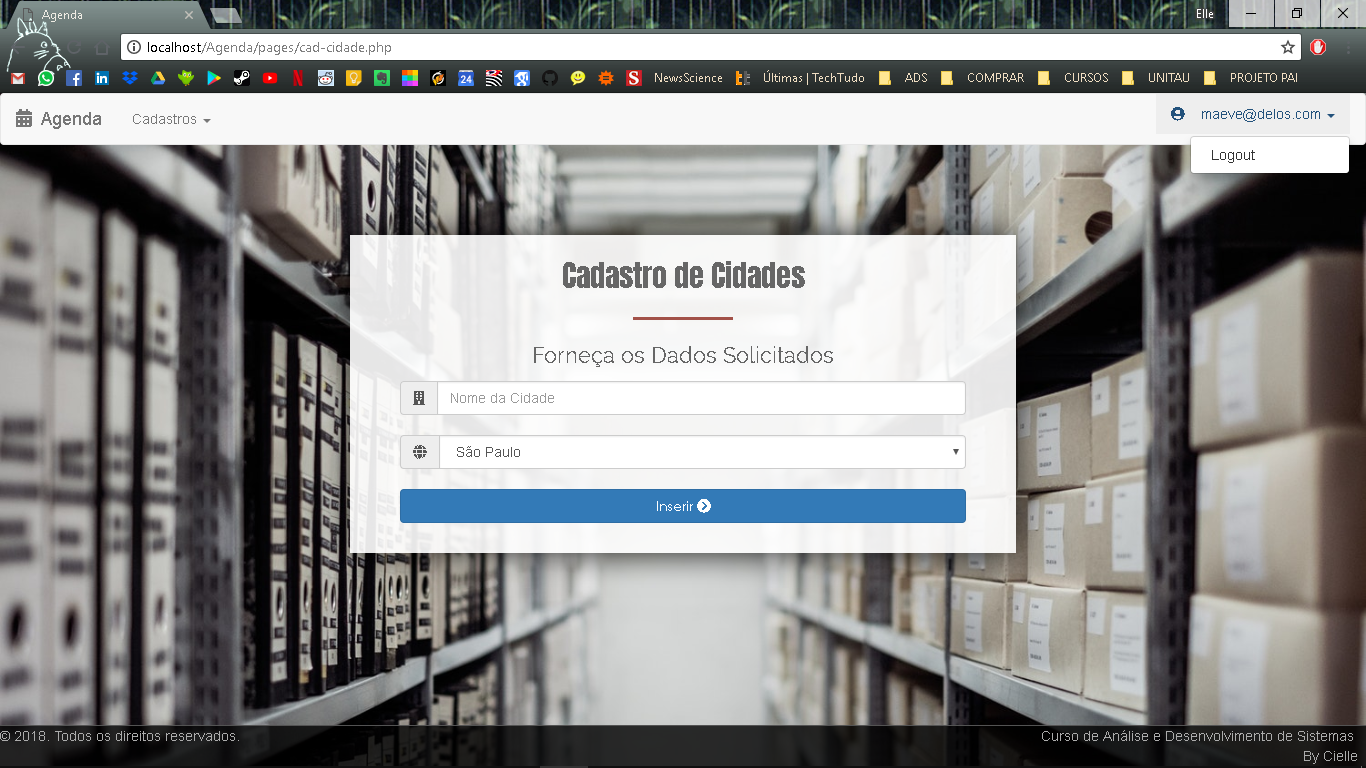 Agenda
Elle
localhost/Agenda/pages/cad-cidade.php
24 S NewsScience Últimas | TechTudo ADS COMPRAR CURSOS UNITAU PROJETO PAI
Agenda Cadastros maeve@delos.com
Logout
Cadastro de Cidades
Forneça os Dados Solicitados
Nome da Cidade
São Paulo
Inserir
© 2018. Todos os direitos reservados. Curso de Análise e Desenvolvimento de Sistemas
By Cielle